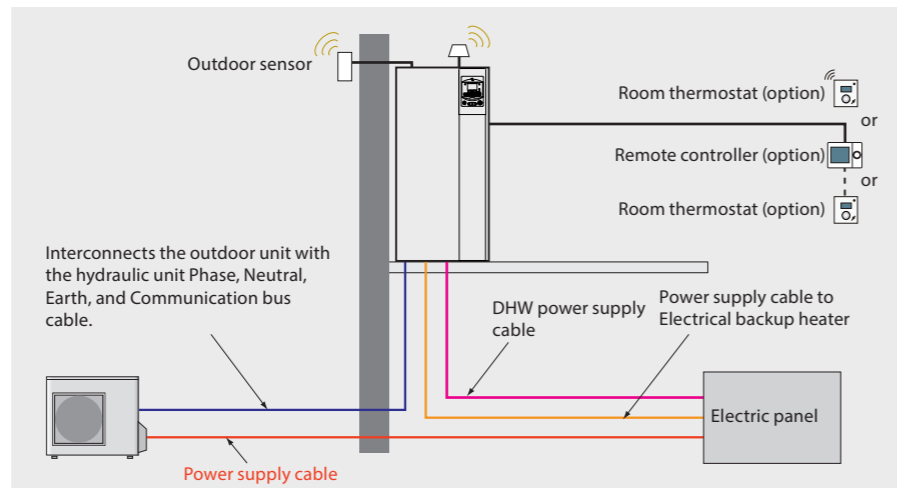 Outdoor sensor
Room thermostat (option)
or
Remote controller (option)
or
Room thermostat (option)
Interconnects the outdoor unit with
the hydraulic unit Phase, Neutral,
Earth, and Communication bus
cable.
DHW power supply
cable
Power supply cable to
Electrical backup heater
Electric panel
Power supply cable